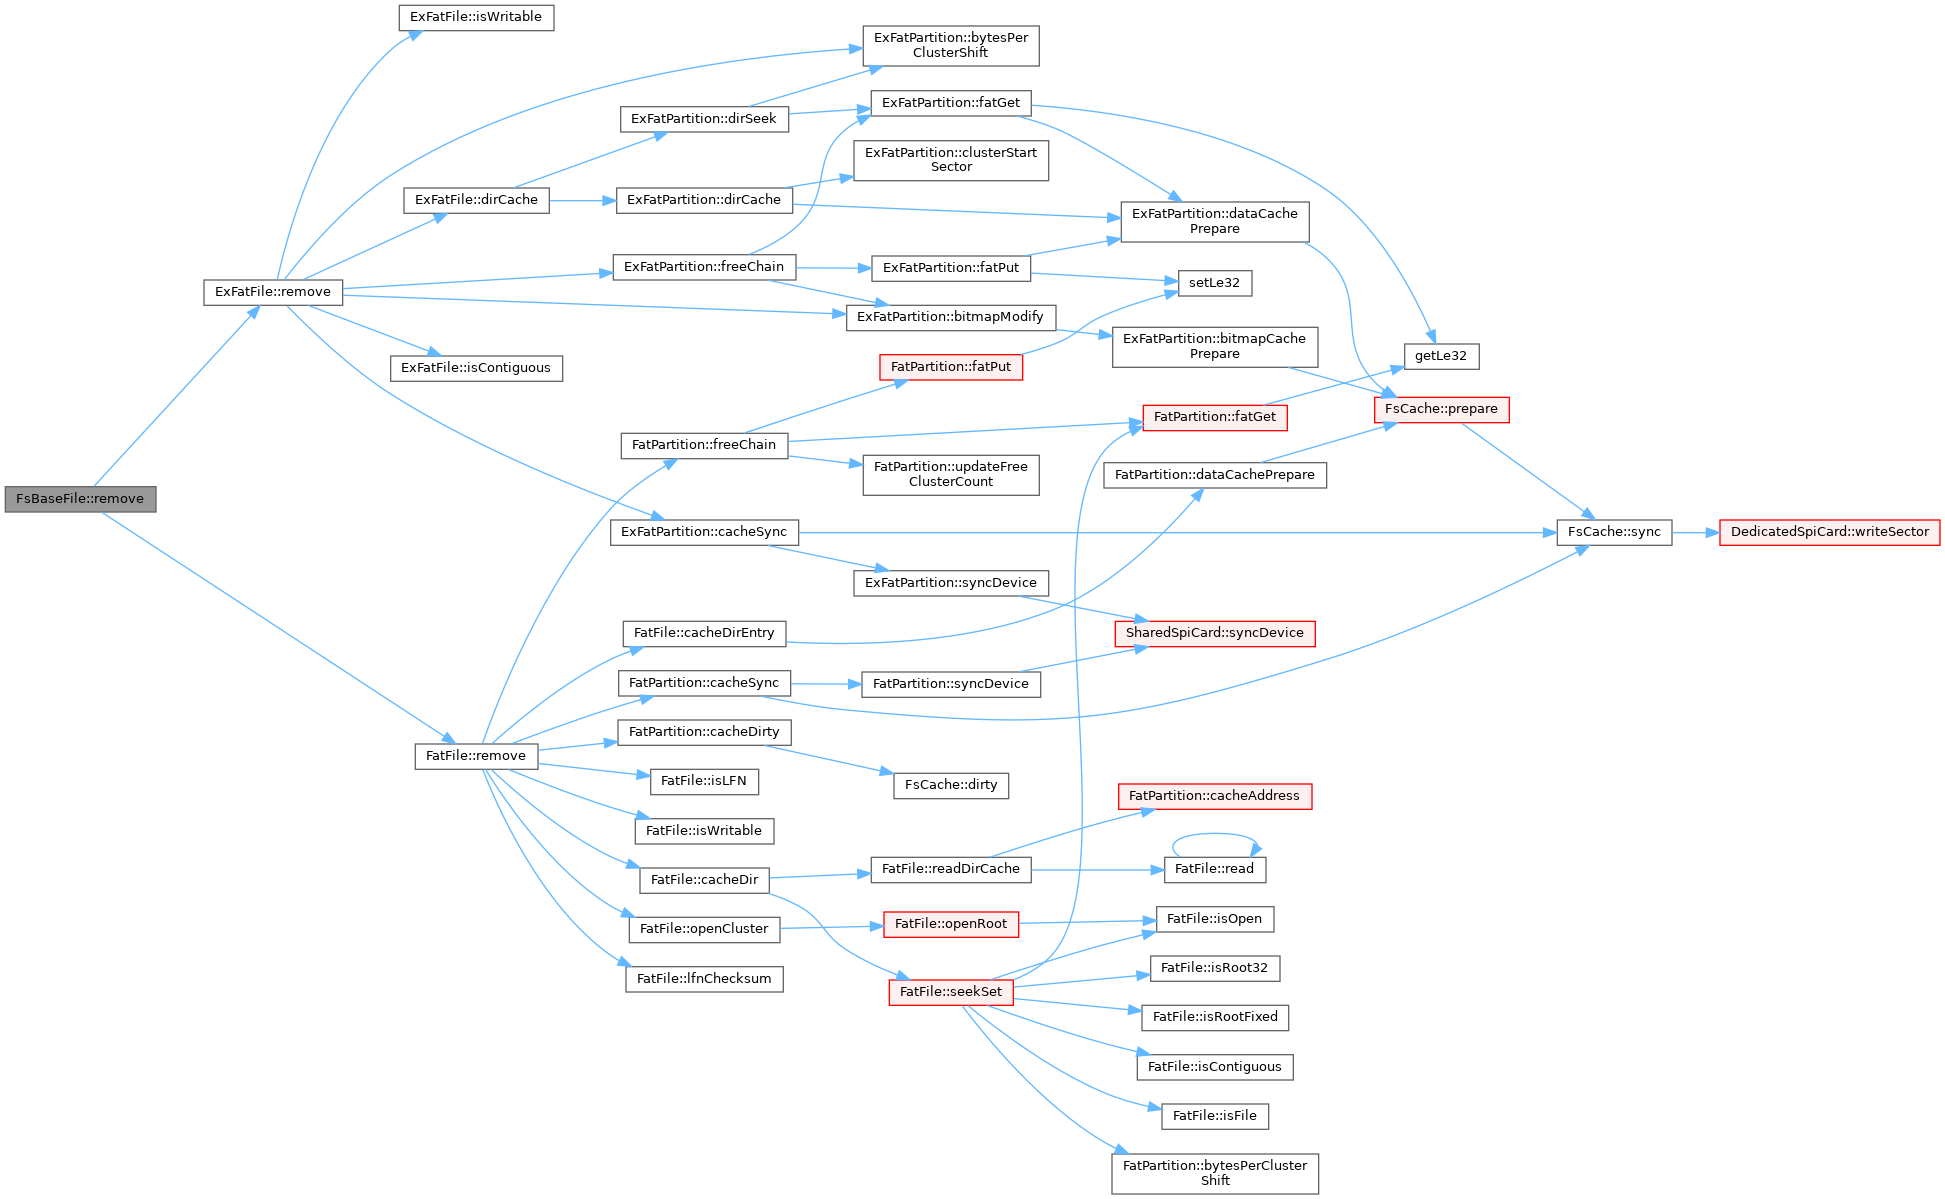 ExFatFile::isWritable
ExFatPartition::bytesPer
ClusterShift
ExFatPartition::fatGet
ExFatPartition::dirSeek
ExFatPartition::clusterStart
Sector
ExFatFile::dirCache
ExFatPartition::dirCache
ExFatPartition::dataCache
Prepare
ExFatPartition::freeChain
ExFatPartition::fatPut
setLe32
ExFatFile::remove
ExFatPartition::bitmapModify
ExFatPartition::bitmapCache
Prepare
getLe32
ExFatFile::isContiguous
FatPartition::fatPut
FsCache::prepare
FatPartition::fatGet
FatPartition::freeChain
FatPartition::updateFree
ClusterCount
FatPartition::dataCachePrepare
FsBaseFile::remove
ExFatPartition::cacheSync
FsCache::sync
DedicatedSpiCard::writeSector
ExFatPartition::syncDevice
FatFile::cacheDirEntry
SharedSpiCard::syncDevice
FatPartition::cacheSync
FatPartition::syncDevice
FatPartition::cacheDirty
FatFile::remove
FatFile::isLFN
FsCache::dirty
FatPartition::cacheAddress
FatFile::isWritable
FatFile::readDirCache
FatFile::read
FatFile::cacheDir
FatFile::isOpen
FatFile::openRoot
FatFile::openCluster
FatFile::isRoot32
FatFile::lfnChecksum
FatFile::seekSet
FatFile::isRootFixed
FatFile::isContiguous
FatFile::isFile
FatPartition::bytesPerCluster
Shift